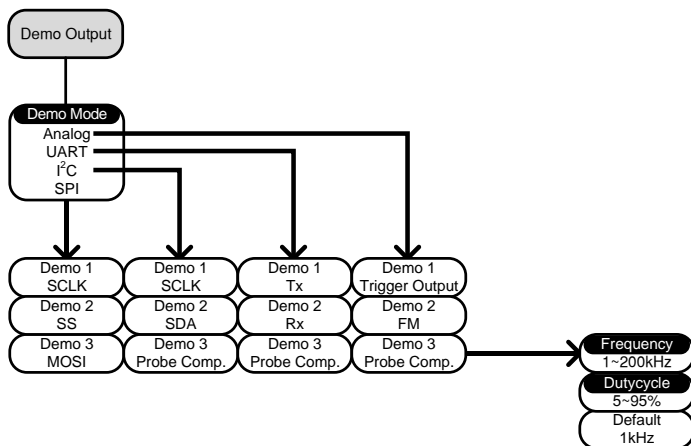 Demo Output
Demo Mode
Analog
UART
I²C
SPI
Demo 1
SCLK
Demo 2
SS
Demo 3
MOSI
Demo 1
SCLK
Demo 2
SDA
Demo 3
Probe Comp.
Demo 1
Tx
Demo 2
Rx
Demo 3
Probe Comp.
Demo 1
Trigger Output
Demo 2
FM
Demo 3
Probe Comp.
Frequency
1~200kHz
Dutycycle
5~95%
Default
1kHz